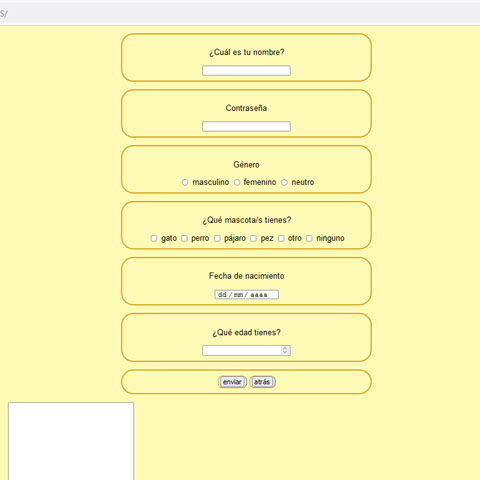 S/
¿Cuál es tu nombre?
Contraseña
Género
masculino femenino neutro
¿Qué mascota/s tienes?
gato perro pájaro pez otro ninguno
Fecha de nacimiento
dd / mm / aaaa
¿Qué edad tienes?
enviar atrás